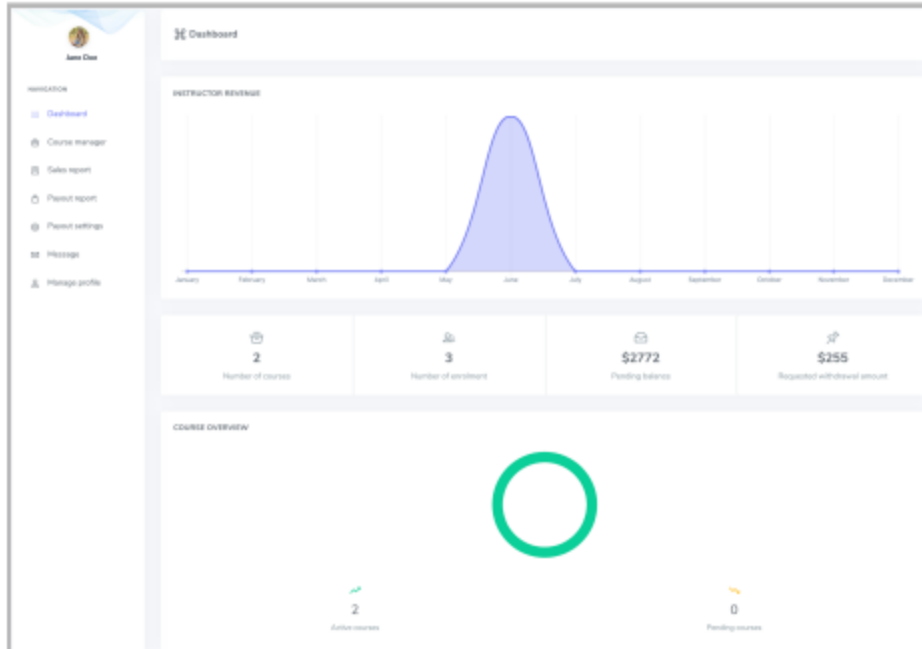 Jane Doe
NAVIGATION
Dashboard
Course manager
Sales report
Payout report
Payout settings
Message
Manage profile
Dashboard
INSTRUCTOR REVENUE
January February March April May June July August September October November December
2 3 $2772 $255
Number of courses Number of enrolment Pending balance Requested withdrawal amount
COURSE OVERVIEW
2 0
Active courses Pending courses